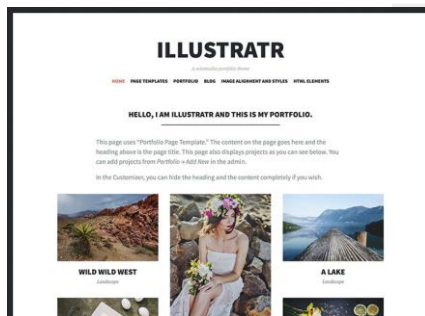 ILLUSTRATR
A minimalist portfolio theme
HOME PAGE TEMPLATES PORTFOLIO BLOG IMAGE ALIGNMENT AND STYLES HTML ELEMENTS
HELLO, I AM ILLUSTRATR AND THIS IS MY PORTFOLIO.
This page uses "Portfolio Page Template." The content on the page goes here and the
heading above is the page title. This page also displays projects as you can see below. You
can add projects from Portfolio → Add New in the admin.
In the Customizer, you can hide the heading and the content completely if you wish.
WILD WILD WEST
Landscape
A LAKE
Landscape